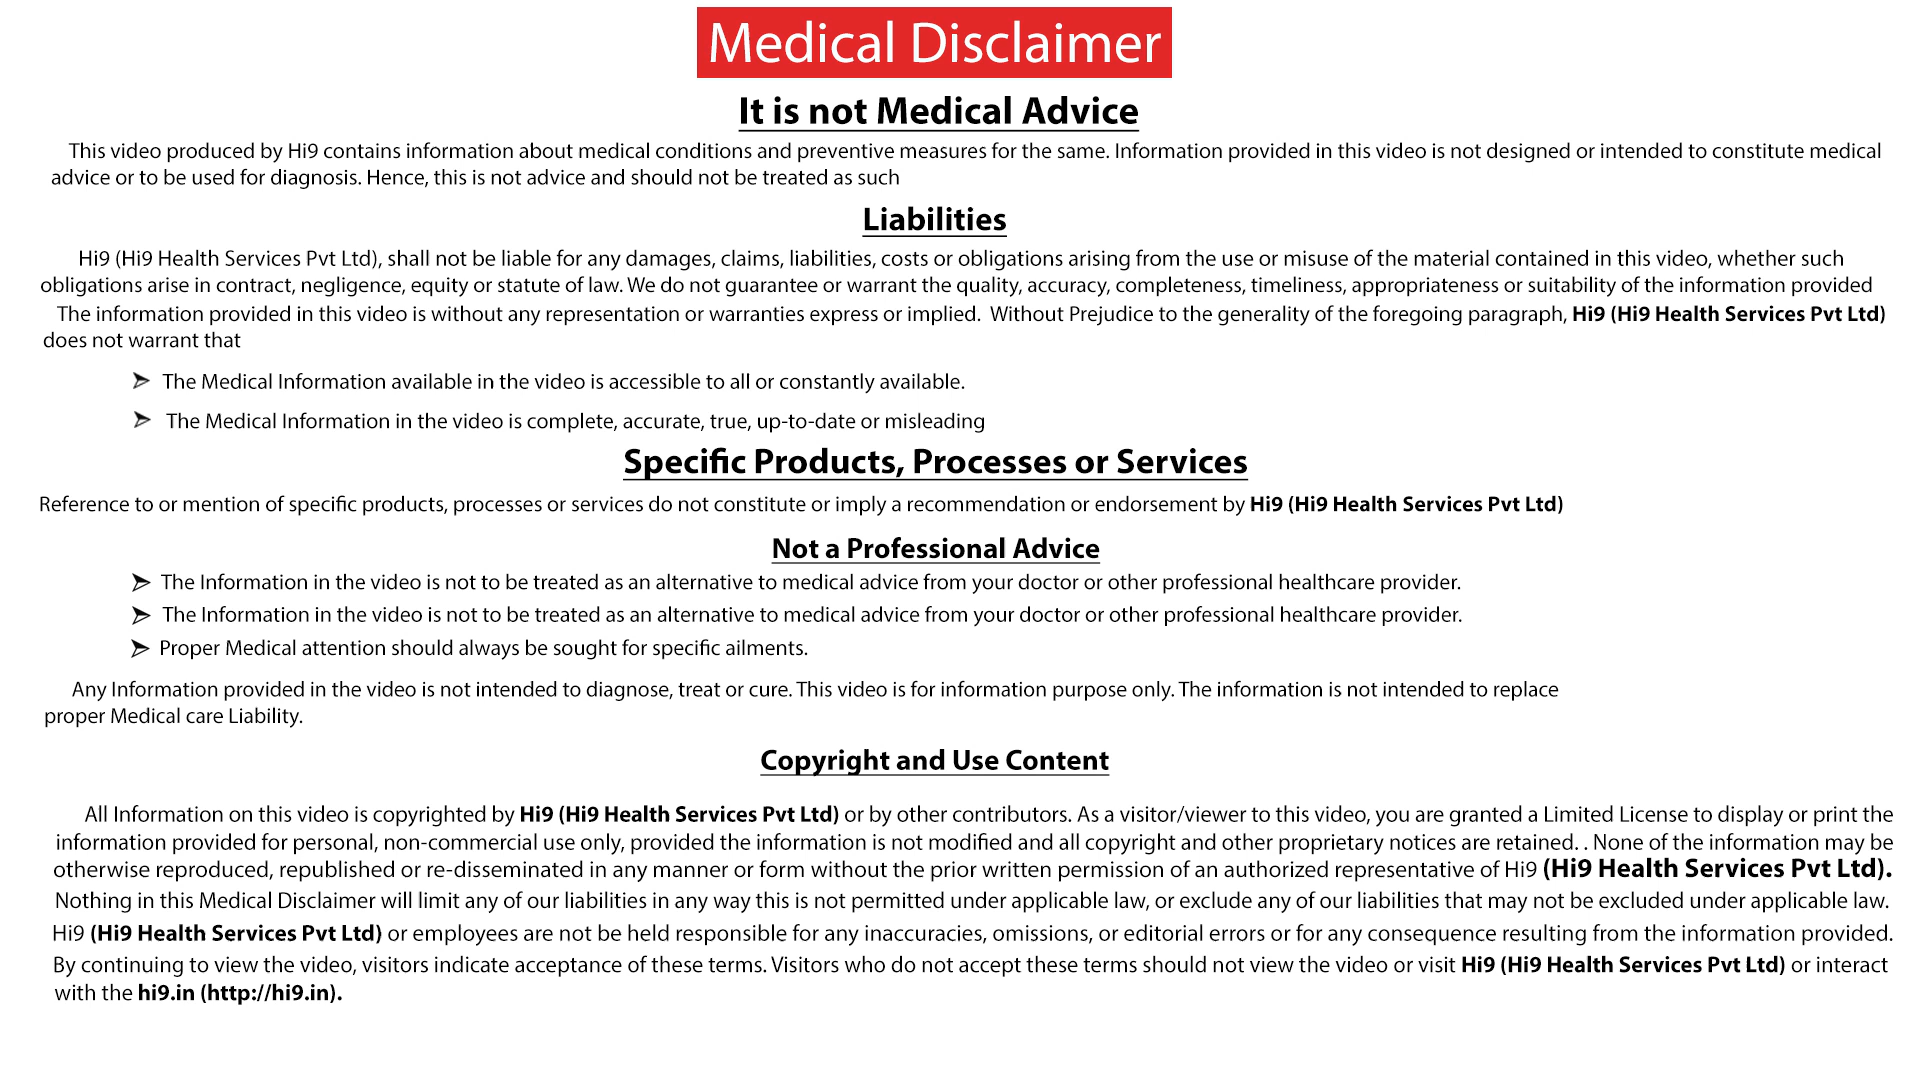 Medical Disclaimer
It is not Medical Advice
This video produced by Hi9 contains information about medical conditions and preventive measures for the same. Information provided in this video is not designed or intended to constitute medical
advice or to be used for diagnosis. Hence, this is not advice and should not be treated as such
Liabilities
Hi9 (Hi9 Health Services Pvt Ltd), shall not be liable for any damages, claims, liabilities, costs or obligations arising from the use or misuse of the material contained in this video, whether such
obligations arise in contract, negligence, equity or statute of law. We do not guarantee or warrant the quality, accuracy, completeness, timeliness, appropriateness or suitability of the information provided
The information provided in this video is without any representation or warranties express or implied. Without Prejudice to the generality of the foregoing paragraph, Hi9 (Hi9 Health Services Pvt Ltd)
does not warrant that
➢ The Medical Information available in the video is accessible to all or constantly available.
➢ The Medical Information in the video is complete, accurate, true, up-to-date or misleading
Specific Products, Processes or Services
Reference to or mention of specific products, processes or services do not constitute or imply a recommendation or endorsement by Hi9 (Hi9 Health Services Pvt Ltd)
Not a Professional Advice
➢ The Information in the video is not to be treated as an alternative to medical advice from your doctor or other professional healthcare provider.
➢ The Information in the video is not to be treated as an alternative to medical advice from your doctor or other professional healthcare provider.
➢ Proper Medical attention should always be sought for specific ailments.
Any Information provided in the video is not intended to diagnose, treat or cure. This video is for information purpose only. The information is not intended to replace
proper Medical care Liability.
Copyright and Use Content
All Information on this video is copyrighted by Hi9 (Hi9 Health Services Pvt Ltd) or by other contributors. As a visitor/viewer to this video, you are granted a Limited License to display or print the
information provided for personal, non-commercial use only, provided the information is not modified and all copyright and other proprietary notices are retained. . None of the information may be
otherwise reproduced, republished or re-disseminated in any manner or form without the prior written permission of an authorized representative of Hi9 (Hi9 Health Services Pvt Ltd).
Nothing in this Medical Disclaimer will limit any of our liabilities in any way this is not permitted under applicable law, or exclude any of our liabilities that may not be excluded under applicable law.
Hi9 (Hi9 Health Services Pvt Ltd) or employees are not be held responsible for any inaccuracies, omissions, or editorial errors or for any consequence resulting from the information provided.
By continuing to view the video, visitors indicate acceptance of these terms. Visitors who do not accept these terms should not view the video or visit Hi9 (Hi9 Health Services Pvt Ltd) or interact
with the hi9.in (http://hi9.in).